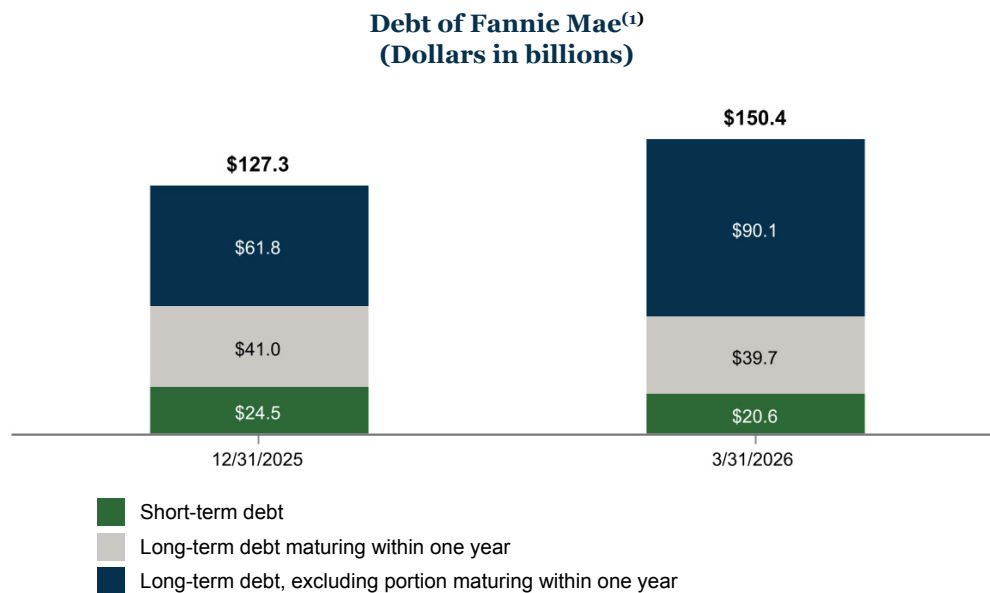 Debt of Fannie Mae(1)
(Dollars in billions)
$150.4
$127.3
$90.1
$61.8
$41.0
$39.7
$24.5
$20.6
12/31/2025
3/31/2026
Short-term debt
Long-term debt maturing within one year
Long-term debt, excluding portion maturing within one year